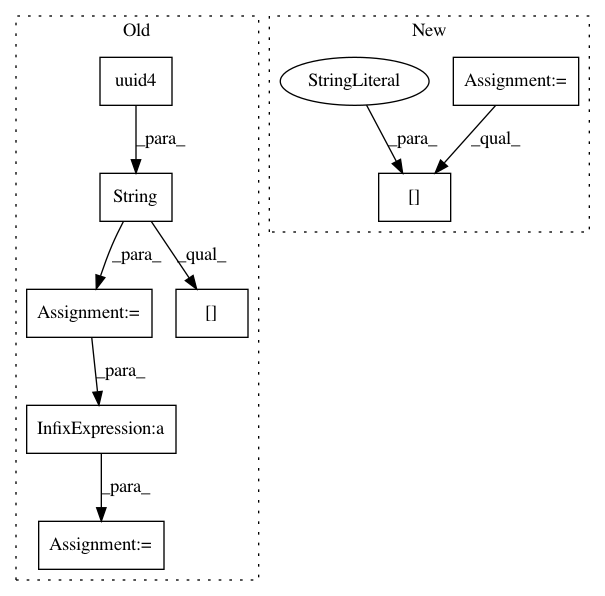 Old
New
uuid4
StringLiteral
Assignment:=
_para_
_para_
_qual_
String
[]
_para_
_qual_
Assignment:=
[]
_para_
InfixExpression:a
_para_
Assignment:=